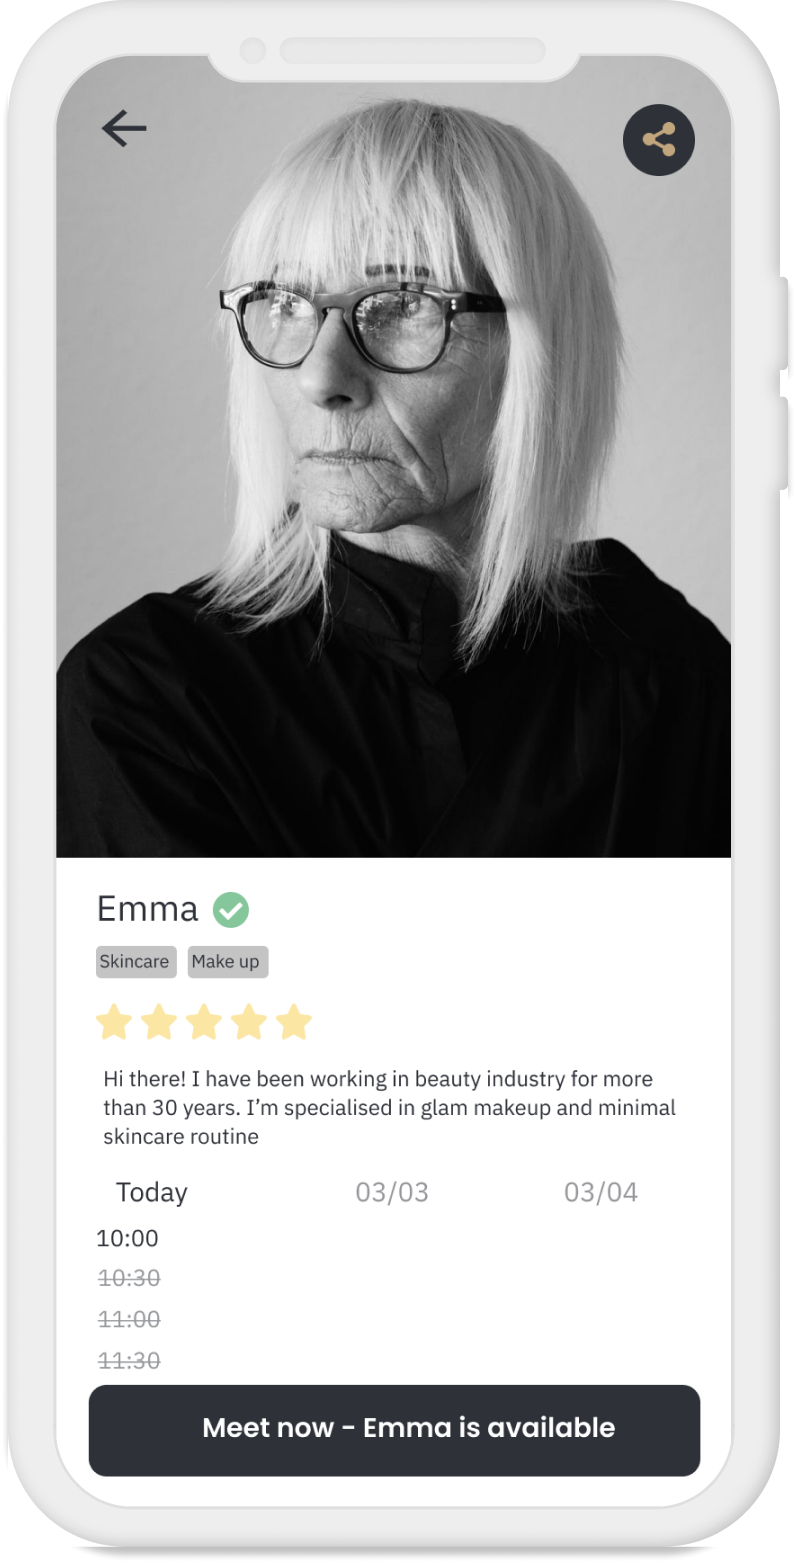 Emma
Skincare Make up
Hi there! I have been working in beauty industry for more
than 30 years. I’m specialised in glam makeup and minimal
skincare routine
Today 03/03 03/04
10:00
10:30
11:00
11:30
Meet now - Emma is available